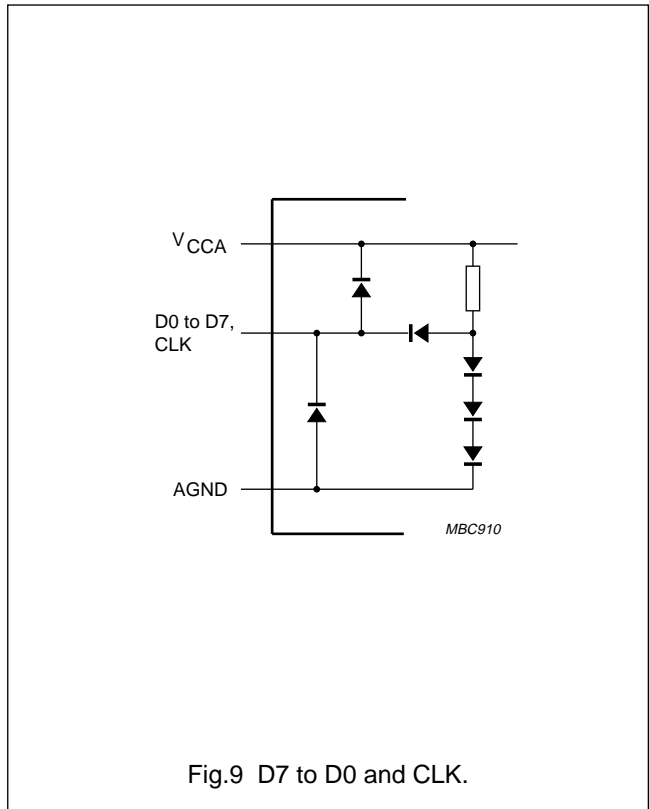 V CCA
D0 to D7,
CLK
AGND
MBC910
Fig.9 D7 to D0 and CLK.